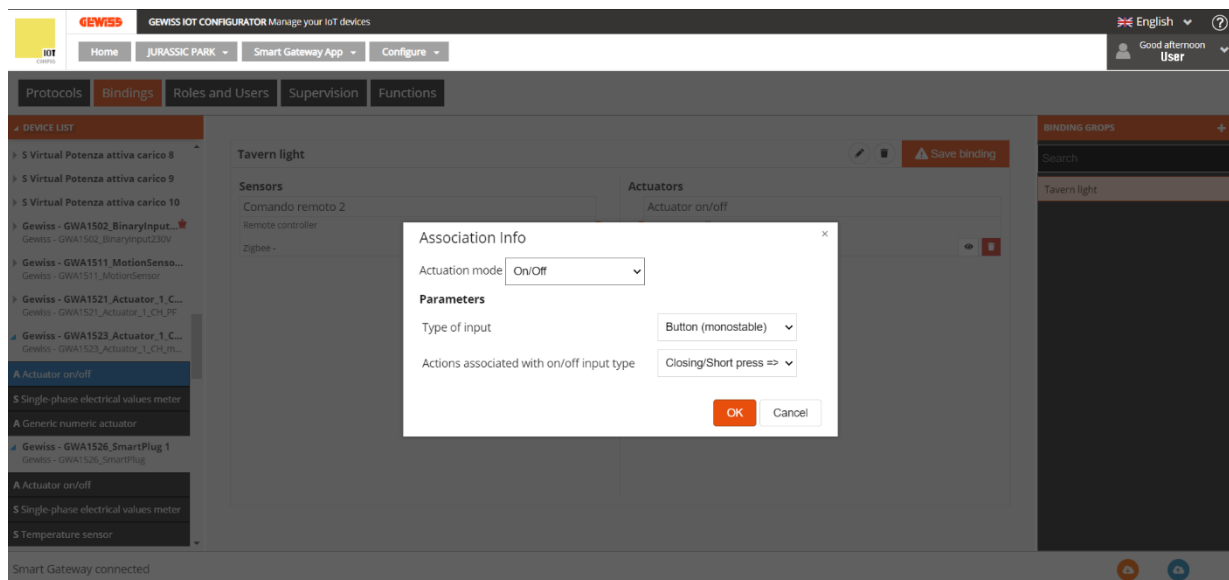 GEWISS
GEWISS IOT CONFIGURATOR Manage your IoT devices
English
?
IOT
Home
JURASSIC PARK
Smart Gateway App
Configure
Good afternoon
User
Protocols
Bindings
Roles and Users
Supervision
Functions
DEVICE LIST
S Virtual Potenza attiva carico 8
S Virtual Potenza attiva carico 9
S Virtual Potenza attiva carico 10
Gewiss - GWA1502_BinaryInput...
Gewiss - GWA1502_BinaryInput230V
Gewiss - GWA1511_MotionSenso...
Gewiss - GWA1511_MotionSensor
Gewiss - GWA1521_Actuator_1_C...
Gewiss - GWA1521_Actuator_1_CH_PF
Gewiss - GWA1523_Actuator_1_C...
Gewiss - GWA1523_Actuator_1_CH_m...
A Actuator on/off
S Single-phase electrical values meter
A Generic numeric actuator
Gewiss - GWA1526_SmartPlug 1
Gewiss - GWA1526_SmartPlug
A Actuator on/off
S Single-phase electrical values meter
S Temperature sensor
Tavern light
Save binding
Sensors
Comando remoto 2
Remote controller
Zigbee -
Actuators
Actuator on/off
Association Info
×
Actuation mode On/Off
Parameters
Type of input Button (monostable)
Actions associated with on/off input type Closing/Short press =>
OK
Cancel
BINDING GROPS
+
Search
Tavern light
Smart Gateway connected